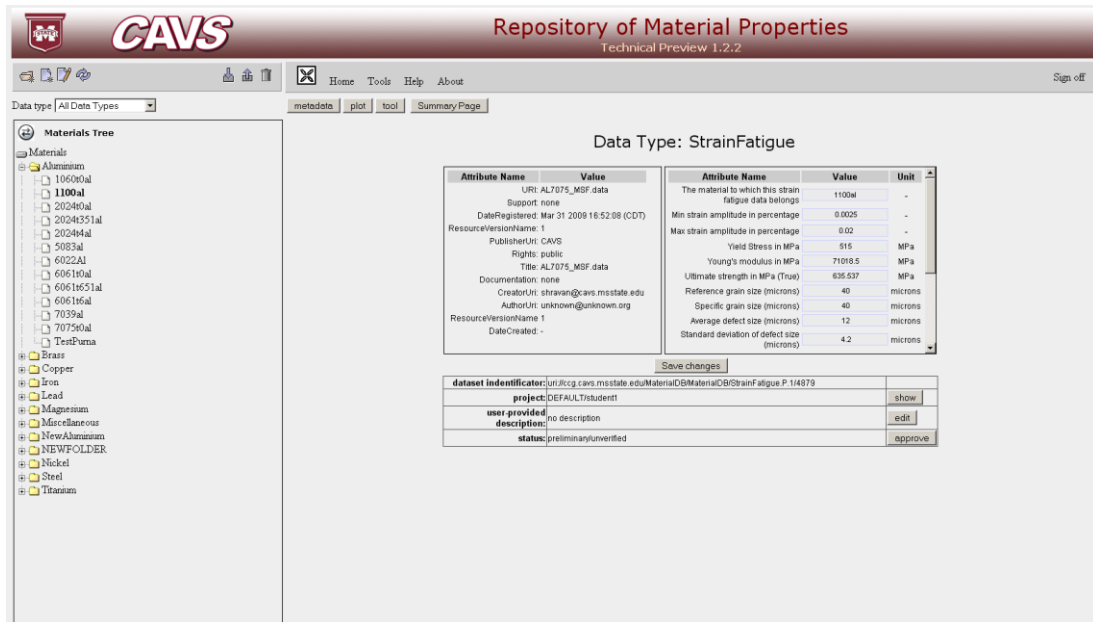 STATE
CAVS
Repository of Material Properties
Technical Preview 1.2.2
Home Tools Help About
Sign off
Data type All Data Types
metadata plot tool Summary Page
Materials Tree
Materials
Aluminium
1060t0al
1100al
2024t0al
2024t351al
2024t4al
5083al
6022Al
6061t0al
6061t651al
6061t6al
7039al
7075t0al
TestPurna
Brass
Copper
Iron
Lead
Magnesium
Miscellaneous
NewAluminium
NEWFOLDER
Nickel
Steel
Titanium
Data Type: StrainFatigue
Attribute Name Value
URI: AL7075_MSF.data
Support: none
DateRegistered: Mar 31 2009 16:52:08 (CDT)
ResourceVersionName: 1
PublisherUri: CAVS
Rights: public
Title: AL7075_MSF.data
Documentation: none
CreatorUri: shravan@cavs.msstate.edu
AuthorUri: unknown@unknown.org
ResourceVersionName 1
DateCreated: -
Attribute Name Value Unit
The material to which this strain
fatigue data belongs 1100al -
Min strain amplitude in percentage 0.0025 -
Max strain amplitude in percentage 0.02 -
Yield Stress in MPa 515 MPa
Young's modulus in MPa 71018.5 MPa
Ultimate strength in MPa (True) 635.537 MPa
Reference grain size (microns) 40 microns
Specific grain size (microns) 40 microns
Average defect size (microns) 12 microns
Standard deviation of defect size
(microns) 4.2 microns
Save changes
dataset indentificator: uri://ccg.cavs.msstate.edu/MaterialDB/MaterialDB/StrainFatigue.P.1/4879
project: DEFAULT/student1 show
user-provided
description: no description edit
status: preliminary/unverified approve